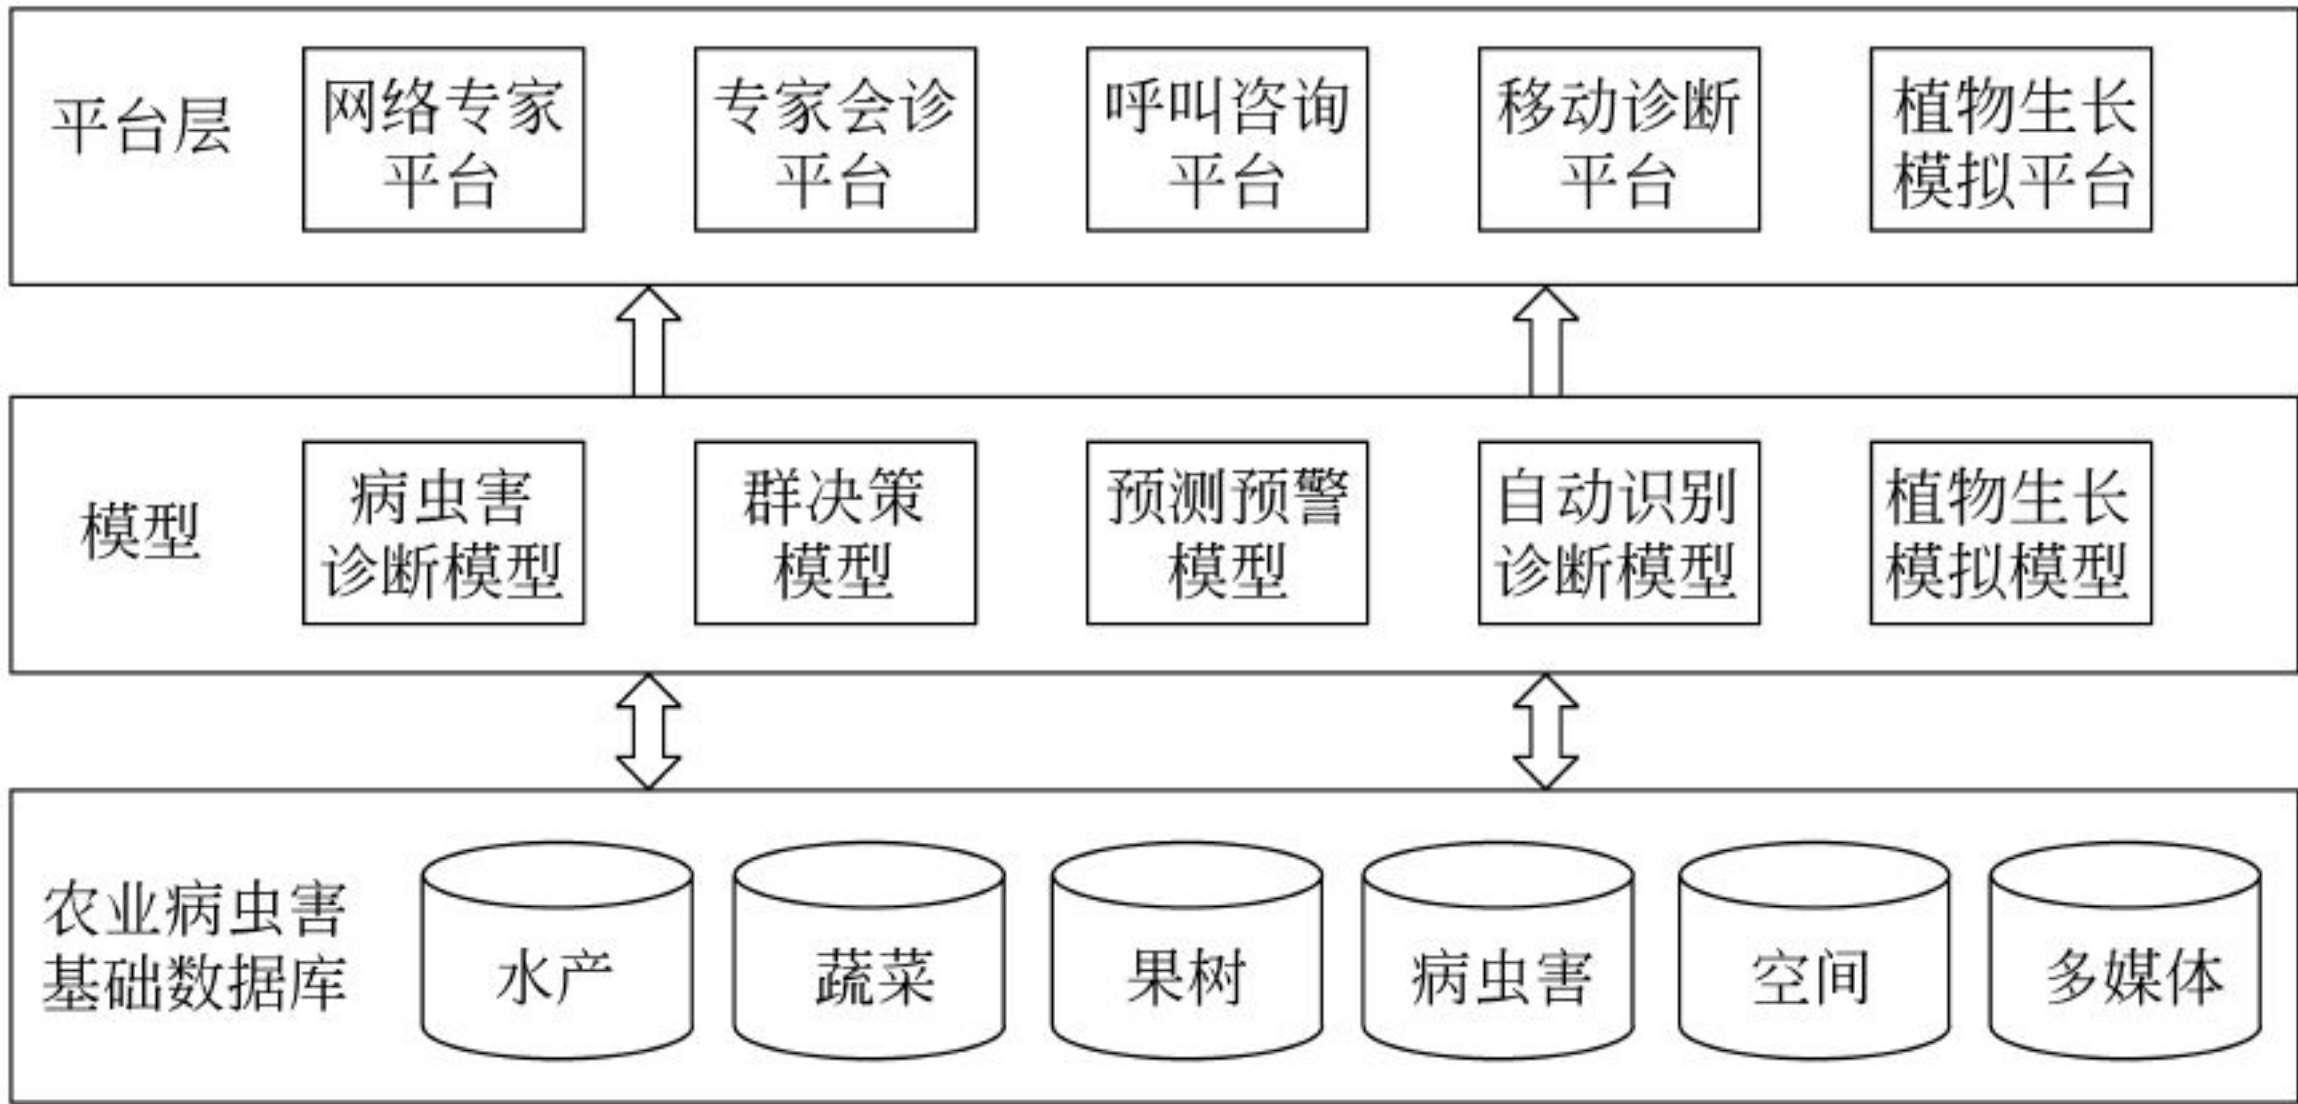 平台层
网络专家
平台
专家会诊
平台
呼叫咨询
平台
移动诊断
平台
植物生长
模拟平台
模型
病虫害
诊断模型
群决策
模型
预测预警
模型
自动识别
诊断模型
植物生长
模拟模型
农业病虫害
基础数据库
水产
蔬菜
果树
病虫害
空间
多媒体